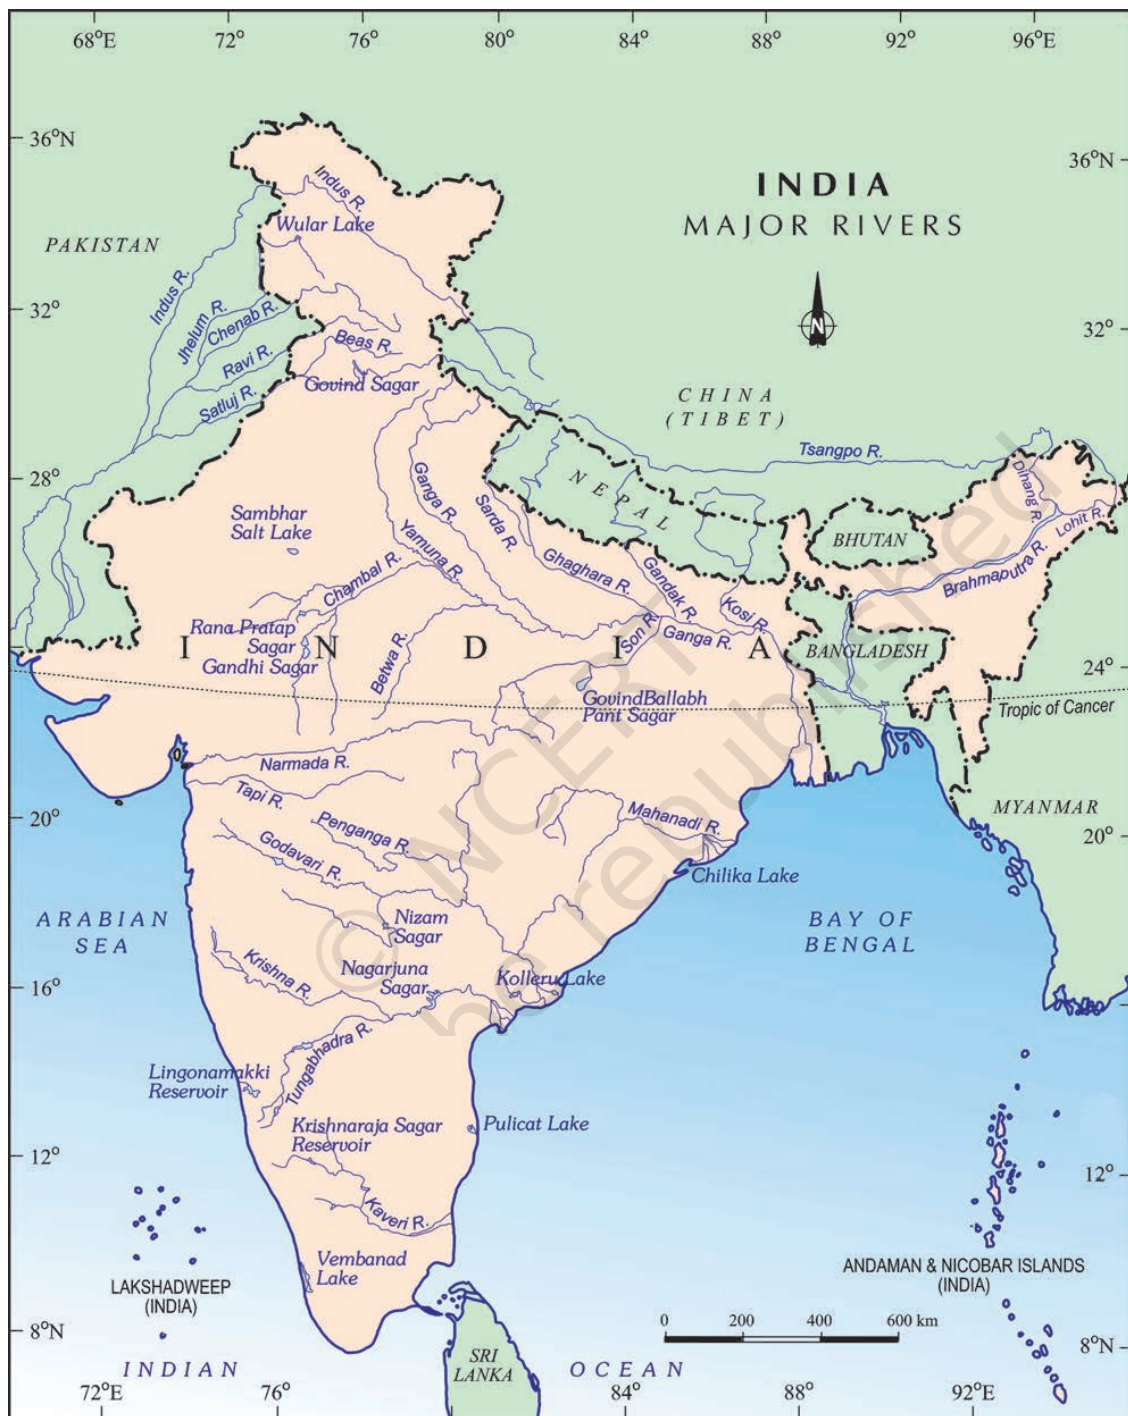 68°E 72° 76° 80° 84° 88° 92° 96°E
36°N
36°N
INDIA
MAJOR RIVERS
Indus R.
Wular Lake
PAKISTAN
Indus R.
N
32°
32°
Jhelum R.
Chenab R.
Beas R.
Ravi R.
Govind Sagar
Satluj R.
CHINA
(TIBET)
Tsangpo R.
28°
28°
NEPAL
Dihang R.
Ganga R.
Sarda R.
Sambhar
Salt Lake
Lohit R.
BHUTAN
Yamuna R.
Ghaghara R.
Brahmaputra R.
Chambal R.
Gandak R.
Kosi R.
Rana Pratap
Sagar
Gandhi Sagar
Son R.
Ganga R.
INDIA
BANGLADESH
Betwa R.
24°
24°
GovindBallabh
Pant Sagar
Tropic of Cancer
Narmada R.
Tapi R.
MYANMAR
20°
20°
Penganga R.
Mahanadi R.
Godavari R.
Chilika Lake
ARABIAN
SEA
Nizam
Sagar
BAY OF
BENGAL
Krishna R.
Nagarjuna
Sagar
Kolleru Lake
16°
16°
Tungabhadra R.
Lingonamakki
Reservoir
Krishnaraja Sagar
Reservoir
Pulicat Lake
12°
12°
Kaveri R.
Vembanad
Lake
LAKSHADWEEP
(INDIA)
ANDAMAN & NICOBAR ISLANDS
(INDIA)
0 200 400 600 km
8°N
8°N
SRI
LANKA
INDIAN OCEAN
72°E 76° 84° 88° 92°E
© NCERT
be republished